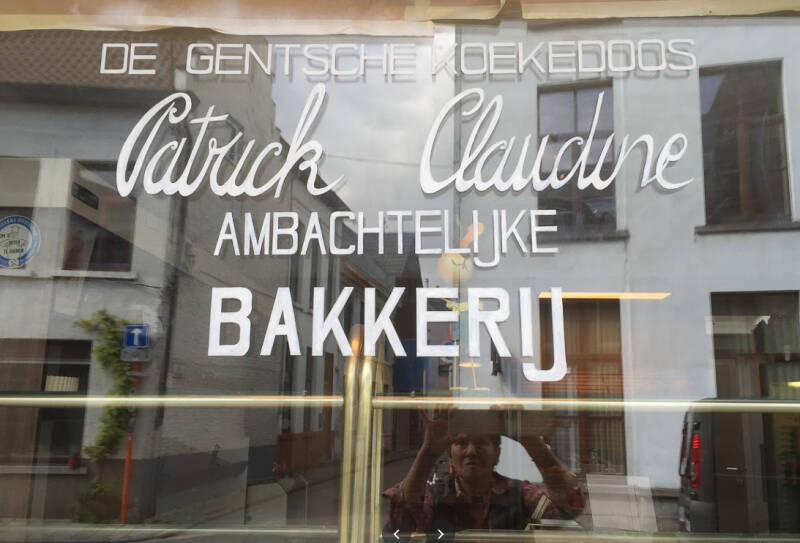 DE GENTSCHE KOEKEDOOS
Patrick Claudine
AMBACHTELIJKE
BAKKERIJ